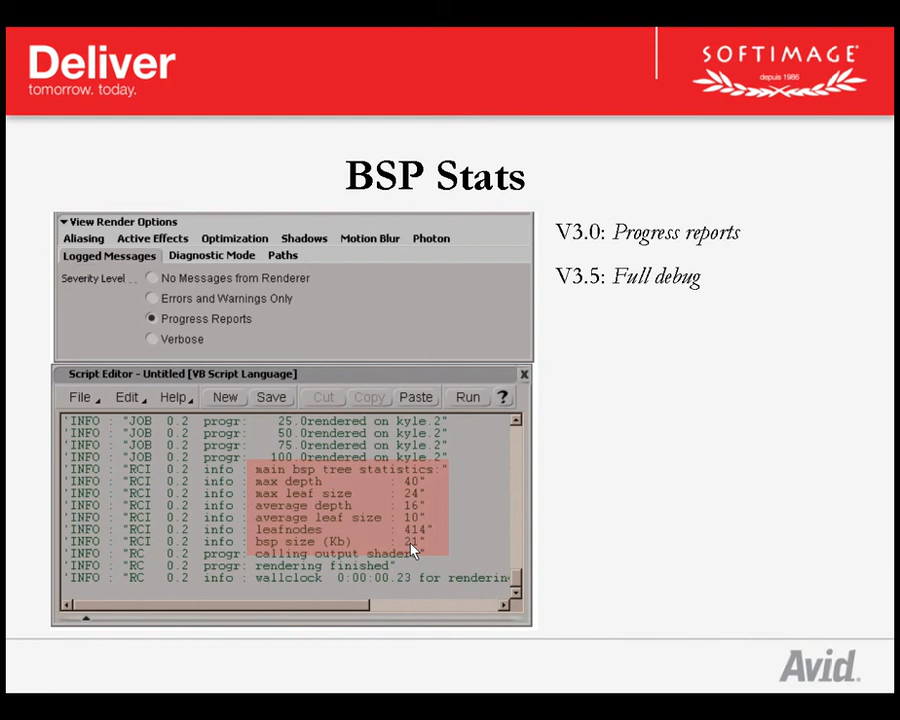 Deliver
tomorrow. today.
SOFTIMAGE®
depuis 1986
BSP Stats
View Render Options
Aliasing Active Effects Optimization Shadows Motion Blur Photon
Logged Messages Diagnostic Mode Paths
Severity Level . . No Messages from Renderer
Errors and Warnings Only
Progress Reports
Verbose
V3.0: Progress reports
V3.5: Full debug
Script Editor - Untitled [VB Script Language] x
File Edit Help New Save Cut Copy Paste Run ?
'INFO : "JOB 0.2 progr: 25.0rendered on kyle.2"
'INFO : "JOB 0.2 progr: 50.0rendered on kyle.2"
'INFO : "JOB 0.2 progr: 75.0rendered on kyle.2"
'INFO : "JOB 0.2 progr: 100.0rendered on kyle.2"
'INFO : "RCI 0.2 info : main bsp tree statistics:"
'INFO : "RCI 0.2 info : max depth : 40"
'INFO : "RCI 0.2 info : max leaf size : 24"
'INFO : "RCI 0.2 info : average depth : 16"
'INFO : "RCI 0.2 info : average leaf size : 10"
'INFO : "RCI 0.2 info : leafnodes : 414"
'INFO : "RCI 0.2 info : bsp size (Kb) : 21"
'INFO : "RC 0.2 progr: calling output shaders"
'INFO : "RC 0.2 progr: rendering finished"
'INFO : "RC 0.2 info : wallclock 0:00:00.23 for renderin
Avid.